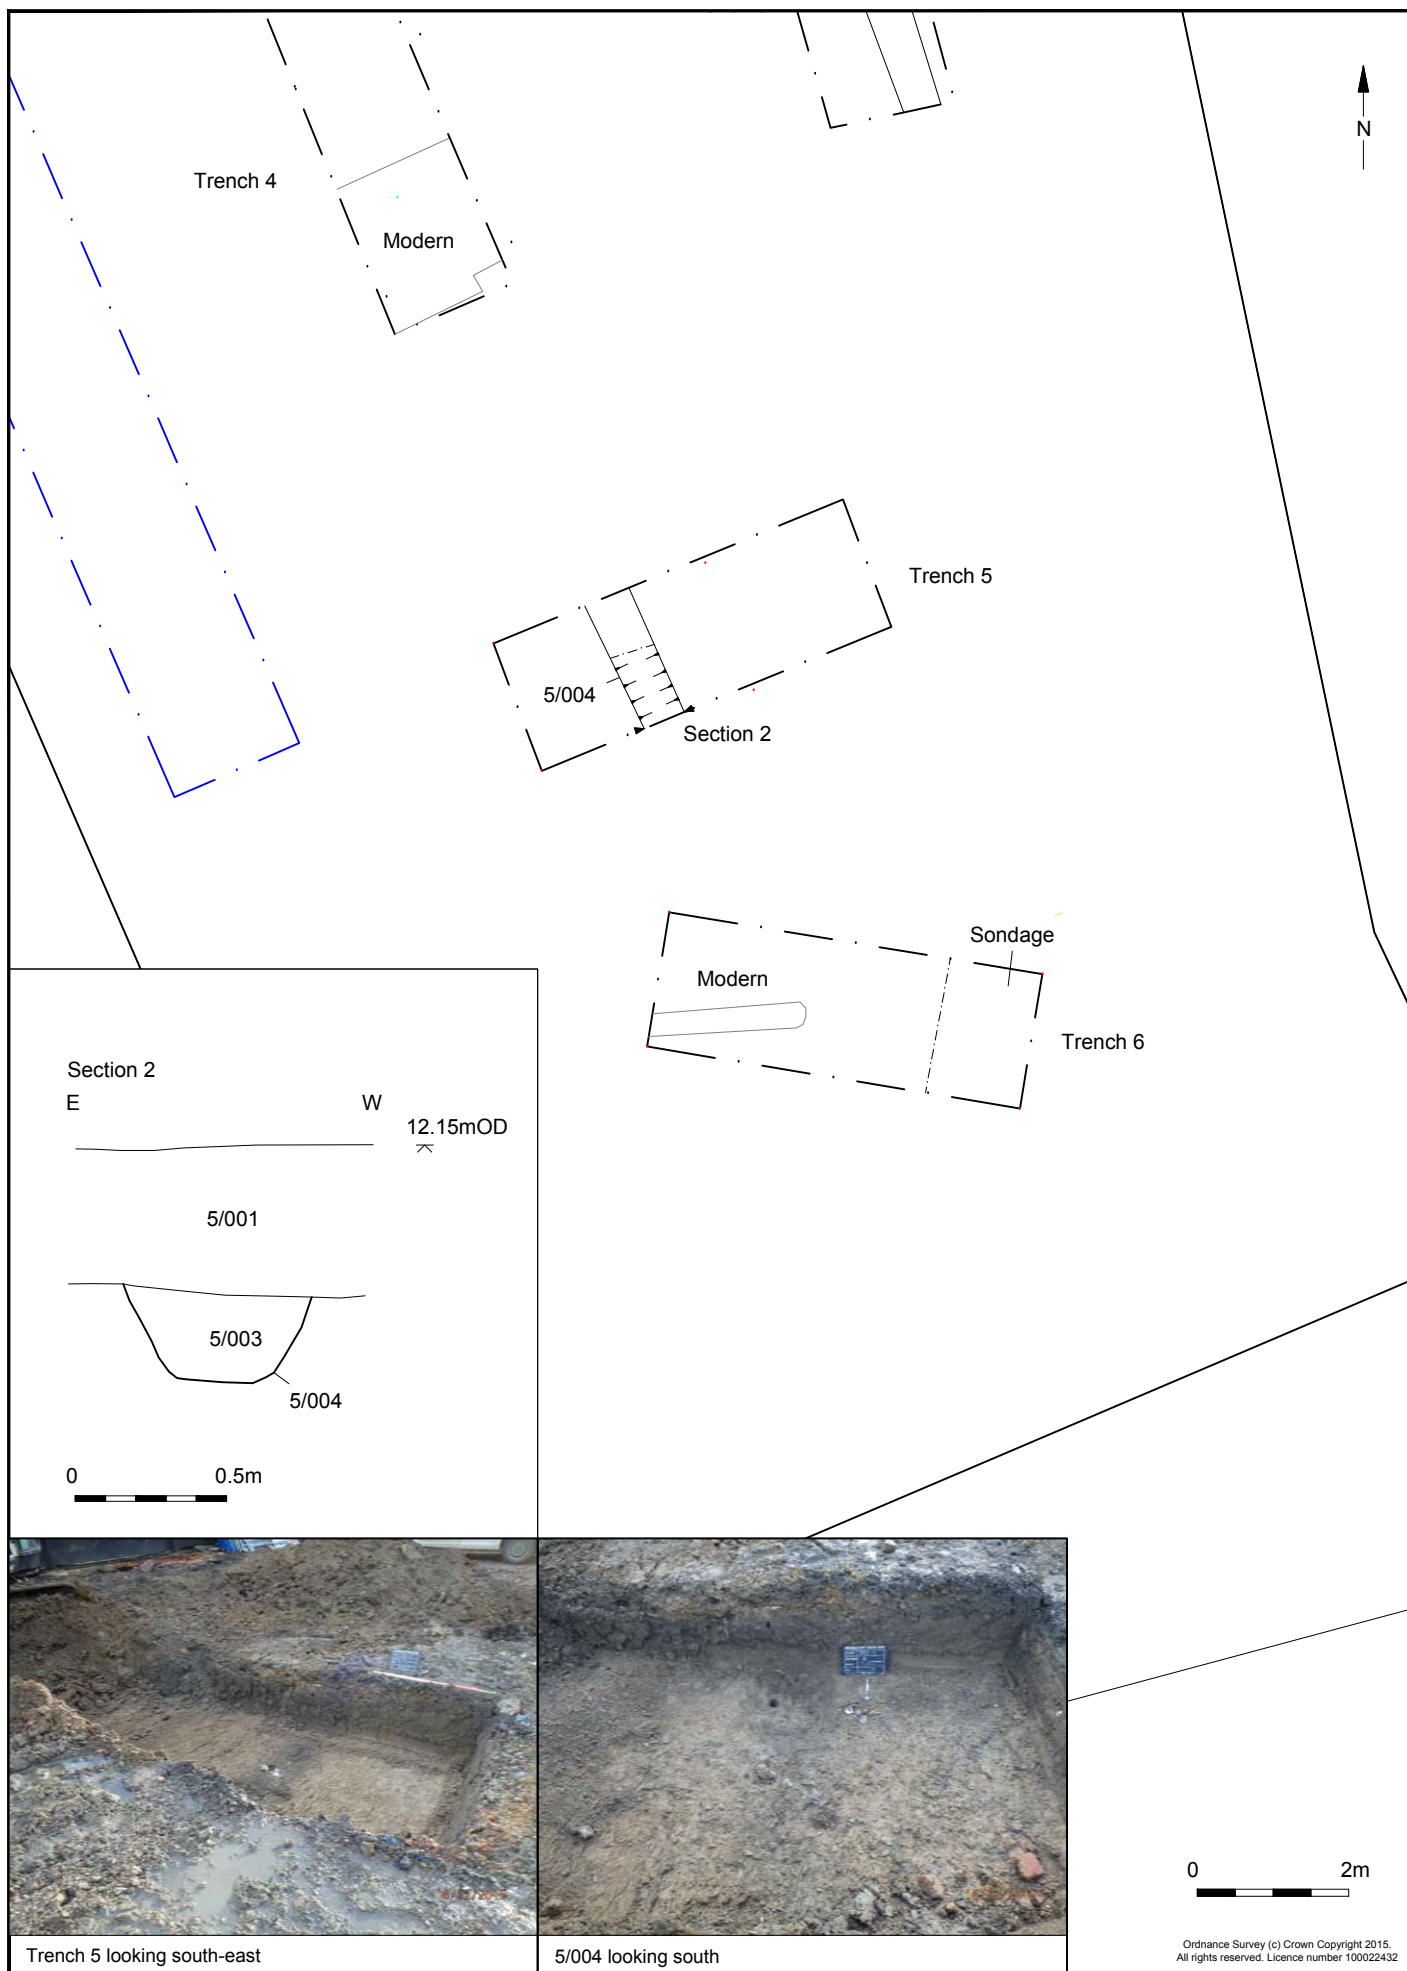 N
Trench 4
Modern
Trench 5
5/004
Section 2
Sondage
Modern
Trench 6
Section 2
E W
12.15mOD
5/001
5/003
5/004
0 0.5m
0 2m
Trench 5 looking south-east
5/004 looking south
Ordnance Survey (c) Crown Copyright 2015.
All rights reserved. Licence number 100022432